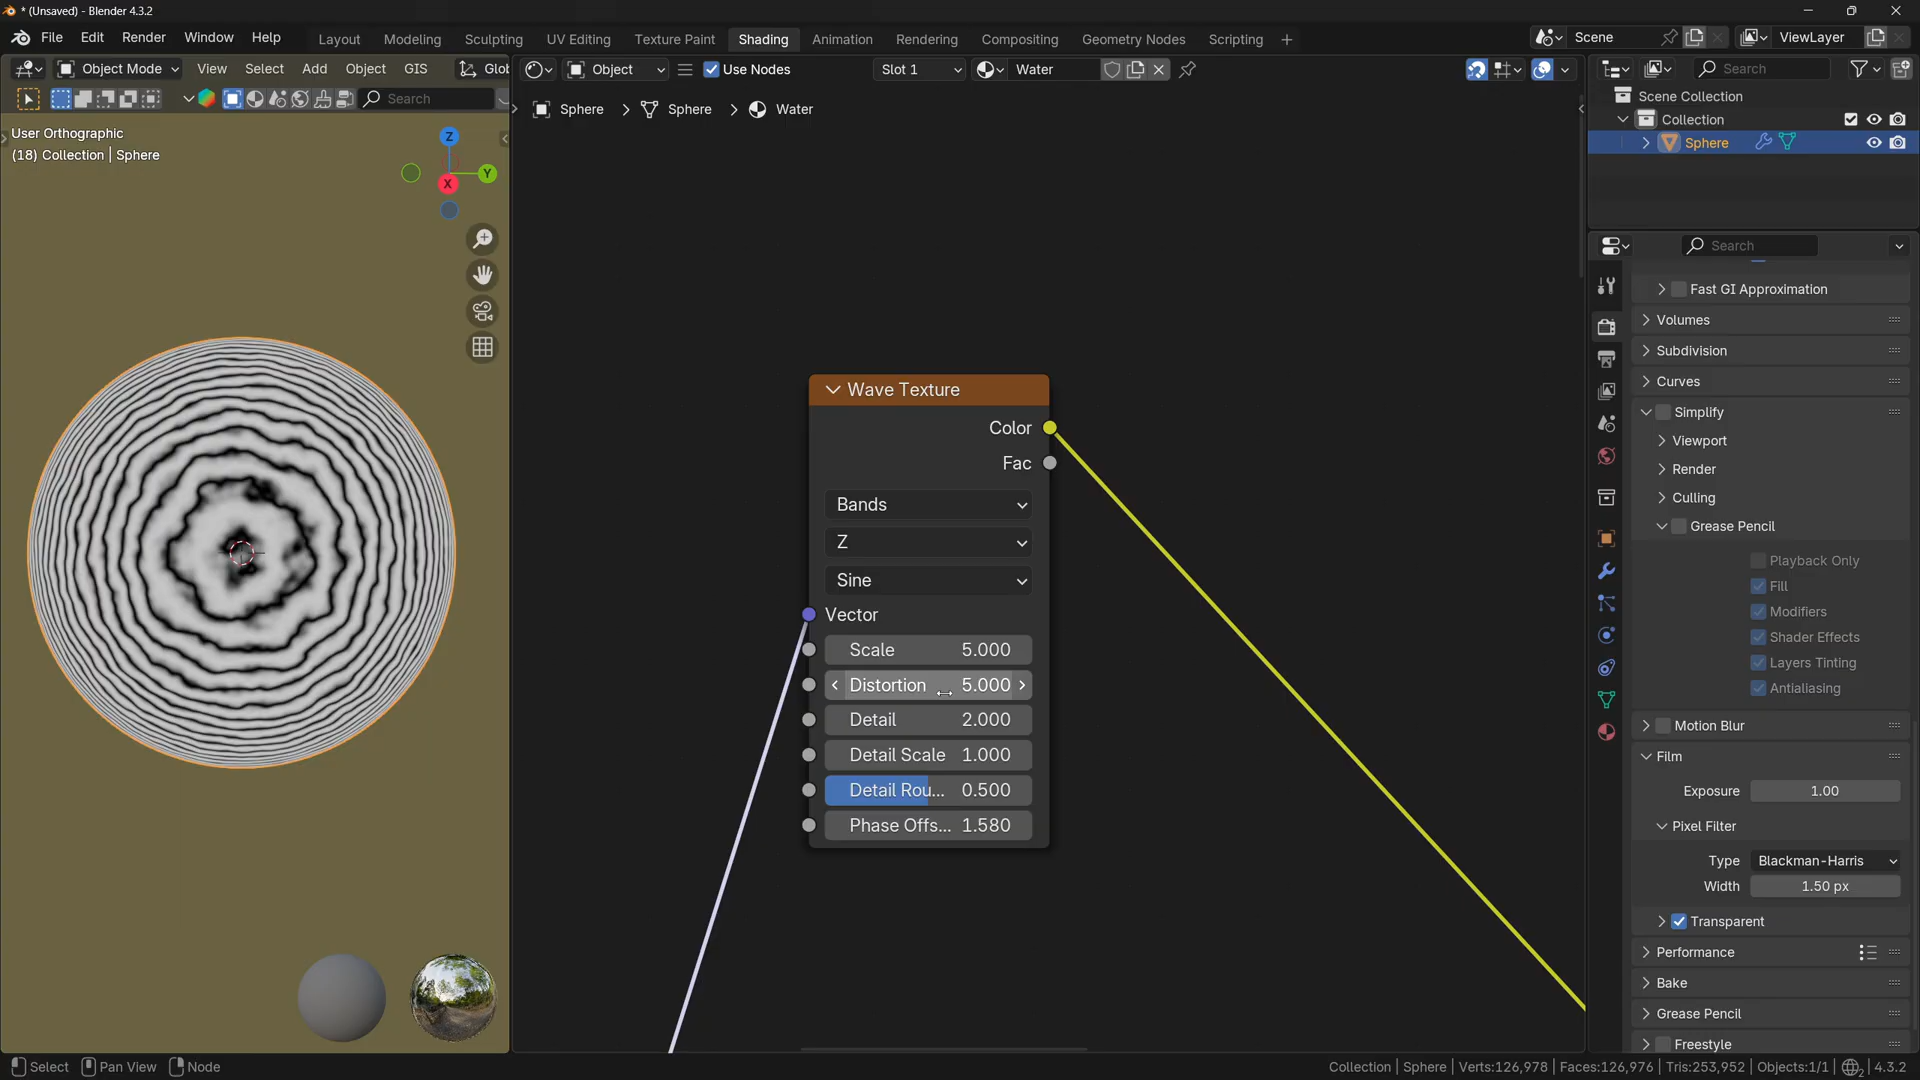 * (Unsaved) - Blender 4.3.2
File Edit Render Window Help
Layout Modeling Sculpting UV Editing Texture Paint Shading Animation Rendering Compositing Geometry Nodes Scripting +
Scene
ViewLayer
Object Mode View Select Add Object GIS Glob
Object Use Nodes Slot 1 Water
Search
Search
User Orthographic
(18) Collection | Sphere
Z
Y
X
Sphere > Sphere > Water
Wave Texture
Color
Fac
Bands
Z
Sine
Vector
Scale 5.000
Distortion 5.000
Detail 2.000
Detail Scale 1.000
Detail Rou... 0.500
Phase Offs... 1.580
Scene Collection
Collection
Sphere
Search
Fast GI Approximation
Volumes
Subdivision
Curves
Simplify
Viewport
Render
Culling
Grease Pencil
Playback Only
Fill
Modifiers
Shader Effects
Layers Tinting
Antialiasing
Motion Blur
Film
Exposure 1.00
Pixel Filter
Type Blackman-Harris
Width 1.50 px
Transparent
Performance
Bake
Grease Pencil
Freestyle
Select Pan View Node
Collection | Sphere | Verts:126,978 | Faces:126,976 | Tris:253,952 | Objects:1/1 | 4.3.2